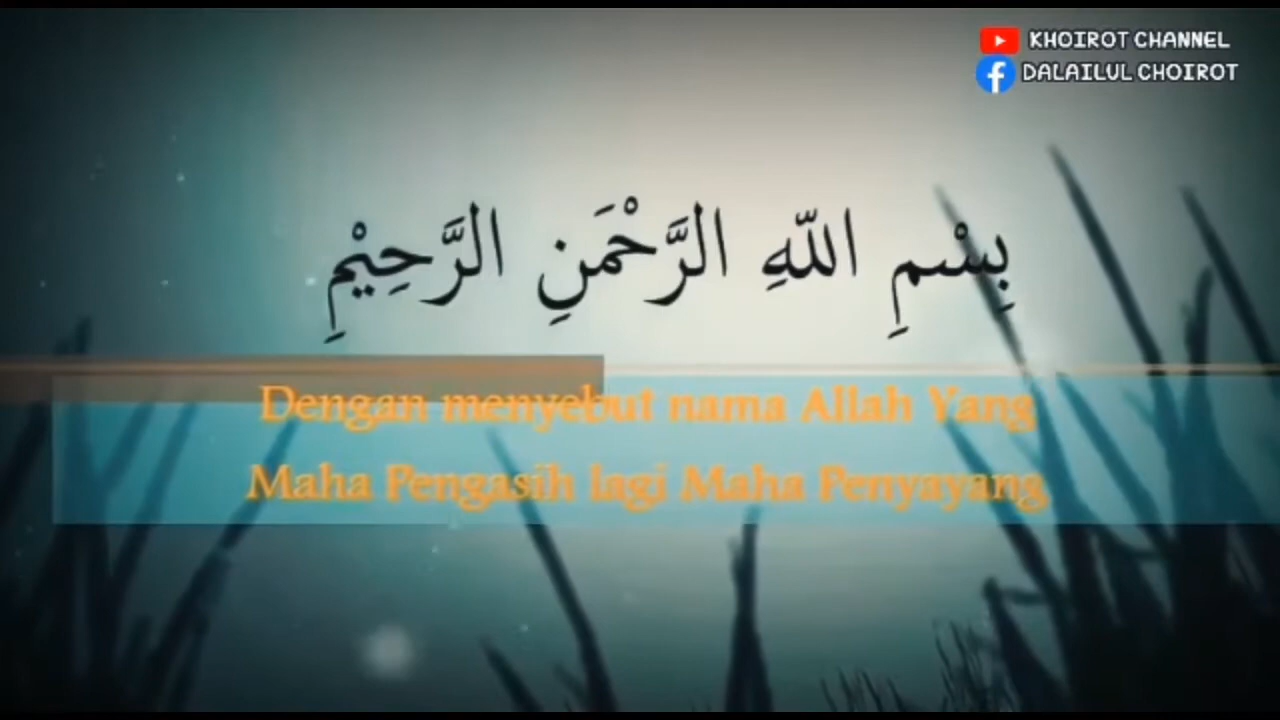 KHOIROT CHANNEL
DALAILUL CHOIROT
بِسْمِ اللّٰهِ الرَّحْمَنِ الرَّحِيْمِ
Dengan menyebut nama Allah Yang
Maha Pengasih lagi Maha Penyayang